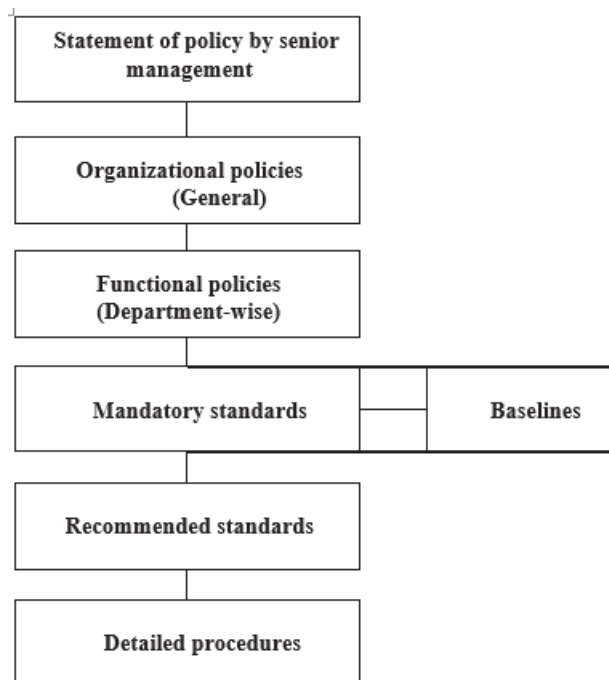 Statement of policy by senior
management
Organizational policies
(General)
Functional policies
(Department-wise)
Mandatory standards
Baselines
Recommended standards
Detailed procedures